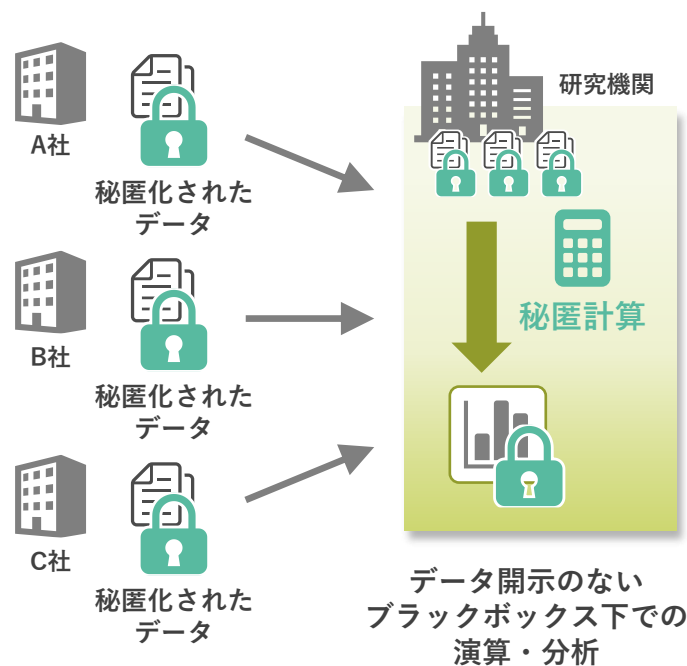 A社
秘匿化された
データ
B社
秘匿化された
データ
C社
秘匿化された
データ
研究機関
秘匿計算
データ開示のない
ブラックボックス下での
演算・分析